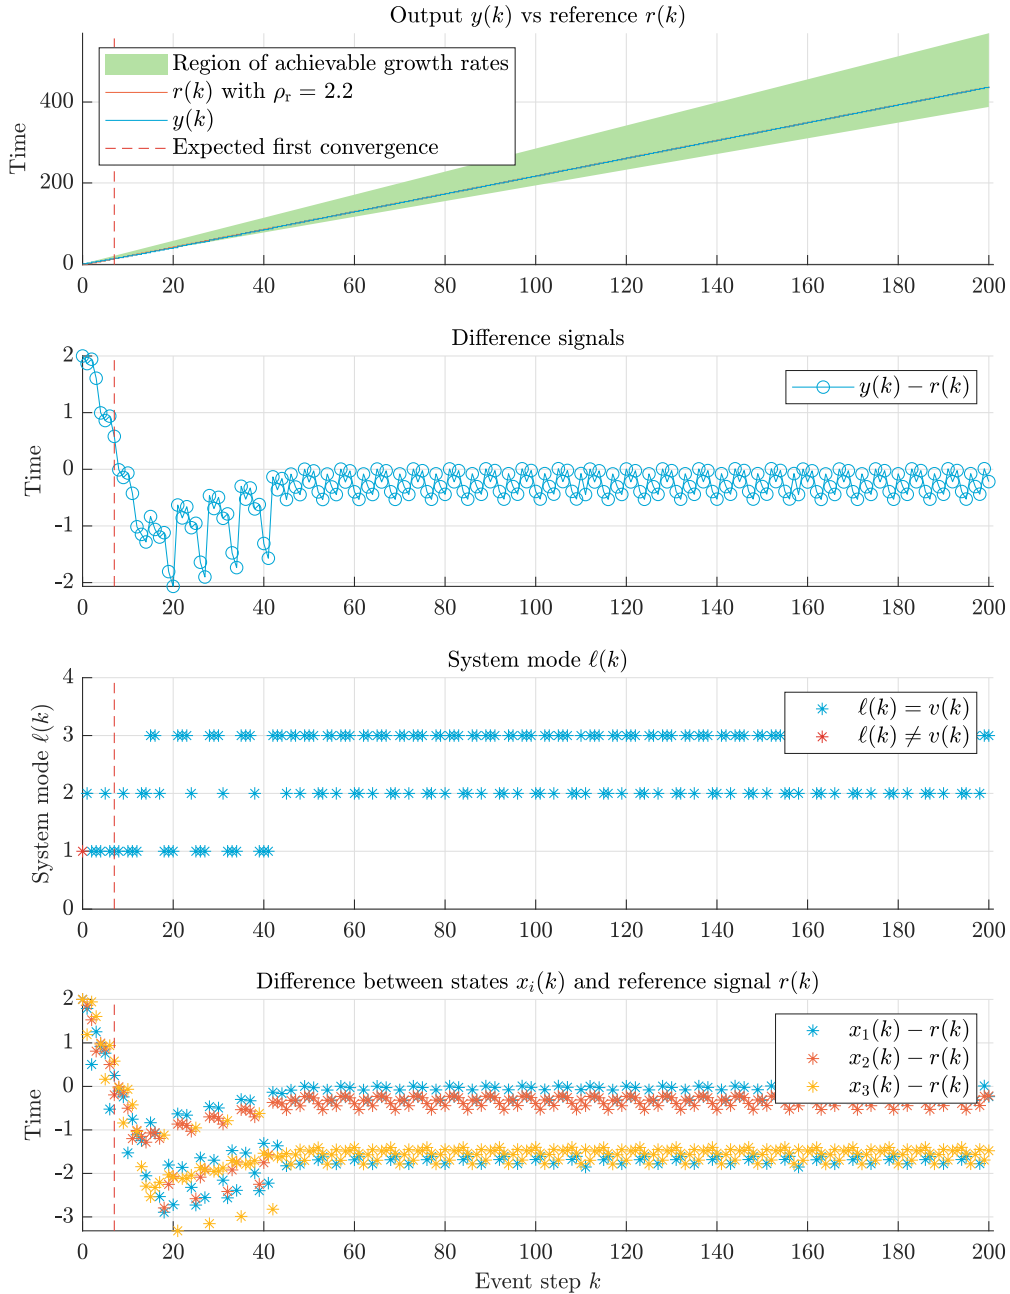 Output y(k) vs reference r(k)
Region of achievable growth rates
r(k) with ρr = 2.2
y(k)
Expected first convergence
Time
400
200
0
0 20 40 60 80 100 120 140 160 180 200
Difference signals
y(k) − r(k)
Time
2
1
0
-1
-2
0 20 40 60 80 100 120 140 160 180 200
System mode ℓ(k)
ℓ(k) = v(k)
ℓ(k) ≠ v(k)
System mode ℓ(k)
4
3
2
1
0
0 20 40 60 80 100 120 140 160 180 200
Difference between states xi(k) and reference signal r(k)
x1(k) − r(k)
x2(k) − r(k)
x3(k) − r(k)
Time
2
1
0
-1
-2
-3
0 20 40 60 80 100 120 140 160 180 200
Event step k